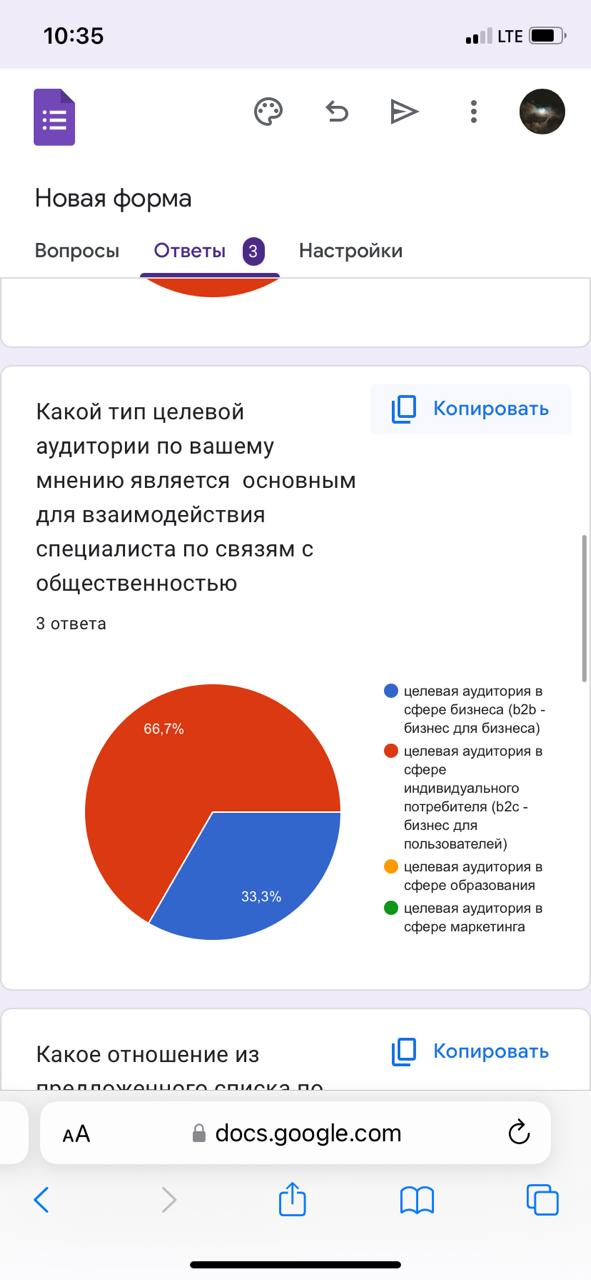 10:35
LTE
Новая форма
Вопросы
Ответы
3
Настройки
Какой тип целевой
аудитории по вашему
мнению является  основным
для взаимодействия
специалиста по связям с
общественностью
Копировать
3 ответа
66,7%
33,3%
целевая аудитория в
сфере бизнеса (b2b -
бизнес для бизнеса)
целевая аудитория в
сфере
индивидуального
потребителя (b2c -
бизнес для
пользователей)
целевая аудитория в
сфере образования
целевая аудитория в
сфере маркетинга
Какое отношение из
предложенного списка по
Копировать
AA
docs.google.com